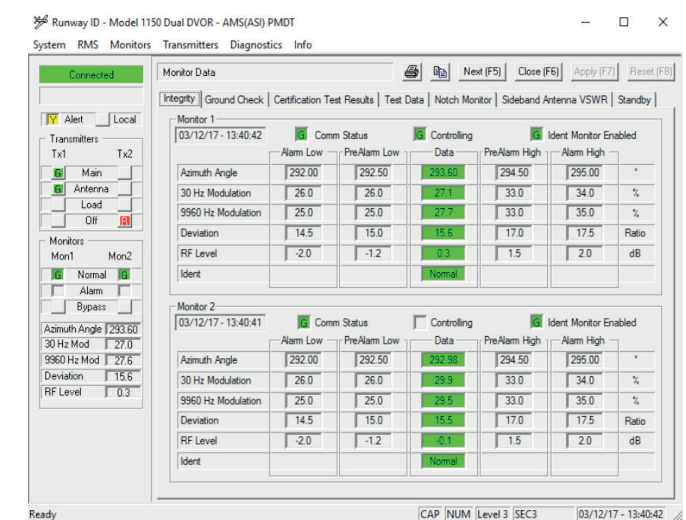 Runway ID - Model 1150 Dual DVOR - AMS(ASI) PMDT
System RMS Monitors Transmitters Diagnostics Info
Connected
Y Alert Local
Transmitters
Tx1 Tx2
G Main
G Antenna
Load
Off R
Monitors
Mon1 Mon2
G Normal G
Alarm
Bypass
Azimuth Angle 293.60
30 Hz Mod 27.0
9960 Hz Mod 27.6
Deviation 15.6
RF Level 0.3
Monitor Data Next (F5) Close (F6) Apply (F7) Reset (F8)
Integrity Ground Check Certification Test Results Test Data Notch Monitor Sideband Antenna VSWR Standby
Monitor 1
03/12/17 - 13:40:42 G Comm Status G Controlling G Ident Monitor Enabled
Alarm Low PreAlarm Low Data PreAlarm High Alarm High
Azimuth Angle 292.00 292.50 293.60 294.50 295.00 °
30 Hz Modulation 26.0 26.0 27.1 33.0 34.0 %
9960 Hz Modulation 25.0 25.0 27.7 33.0 35.0 %
Deviation 14.5 15.0 15.6 17.0 17.5 Ratio
RF Level -2.0 -1.2 0.3 1.5 2.0 dB
Ident Normal
Monitor 2
03/12/17 - 13:40:41 G Comm Status Controlling G Ident Monitor Enabled
Alarm Low PreAlarm Low Data PreAlarm High Alarm High
Azimuth Angle 292.00 292.50 292.98 294.50 295.00 °
30 Hz Modulation 26.0 26.0 29.9 33.0 34.0 %
9960 Hz Modulation 25.0 25.0 29.5 33.0 35.0 %
Deviation 14.5 15.0 15.5 17.0 17.5 Ratio
RF Level -2.0 -1.2 -0.1 1.5 2.0 dB
Ident Normal
Ready CAP NUM Level 3 SEC3 03/12/17 - 13:40:42